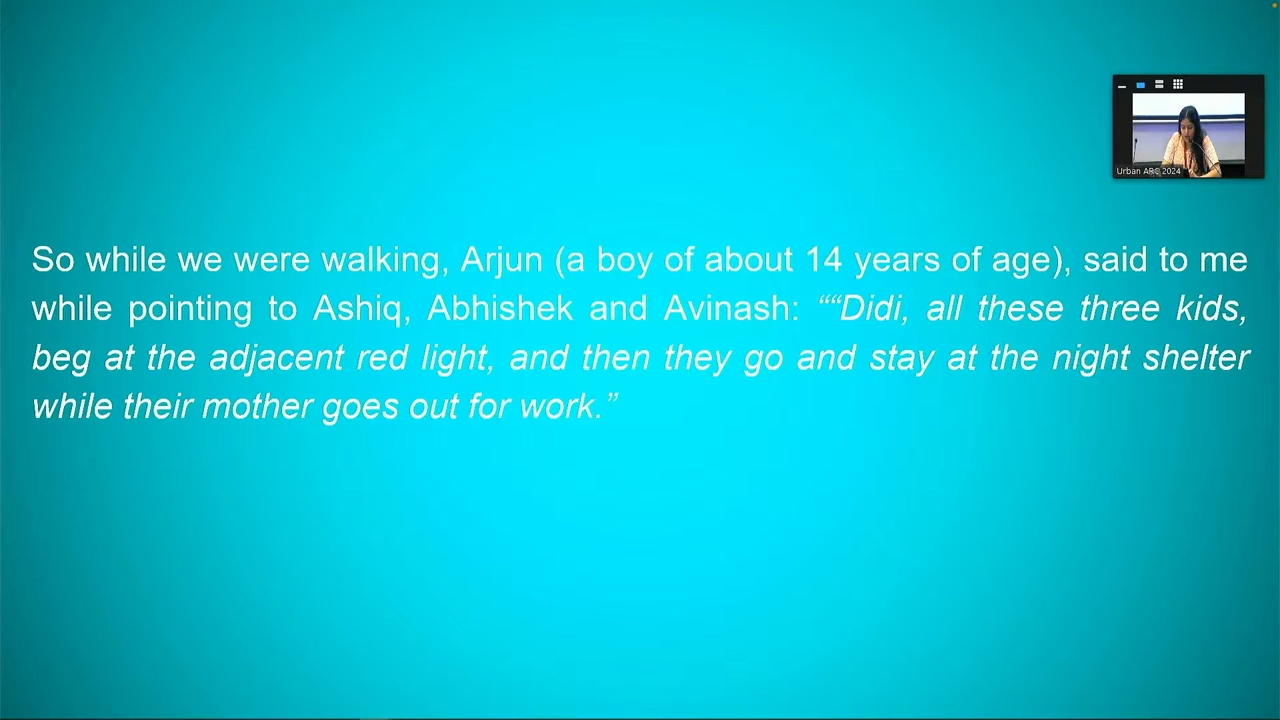 Urban ARC 2024
So while we were walking, Arjun (a boy of about 14 years of age), said to me
while pointing to Ashiq, Abhishek and Avinash: ““Didi, all these three kids,
beg at the adjacent red light, and then they go and stay at the night shelter
while their mother goes out for work.”